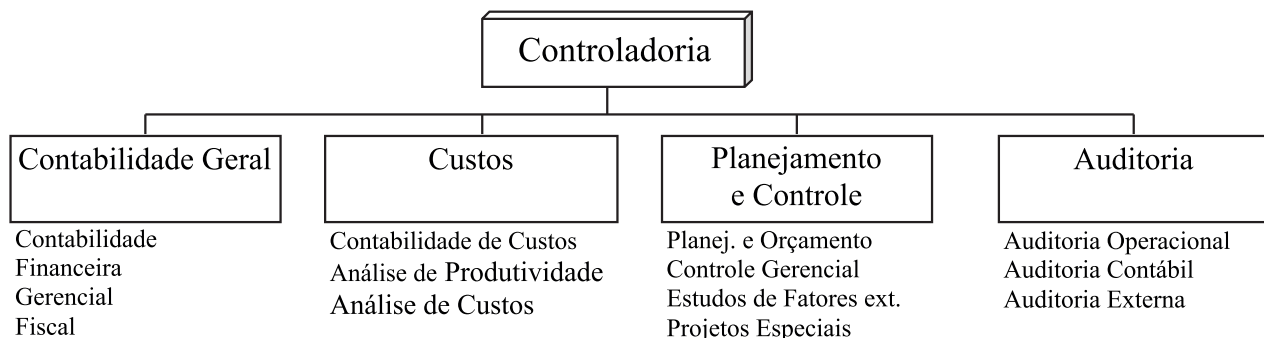 Controladoria
Contabilidade Geral
Contabilidade
Financeira
Gerencial
Fiscal
Custos
Contabilidade de Custos
Análise de Produtividade
Análise de Custos
Planejamento
e Controle
Planej. e Orçamento
Controle Gerencial
Estudos de Fatores ext.
Projetos Especiais
Auditoria
Auditoria Operacional
Auditoria Contábil
Auditoria Externa